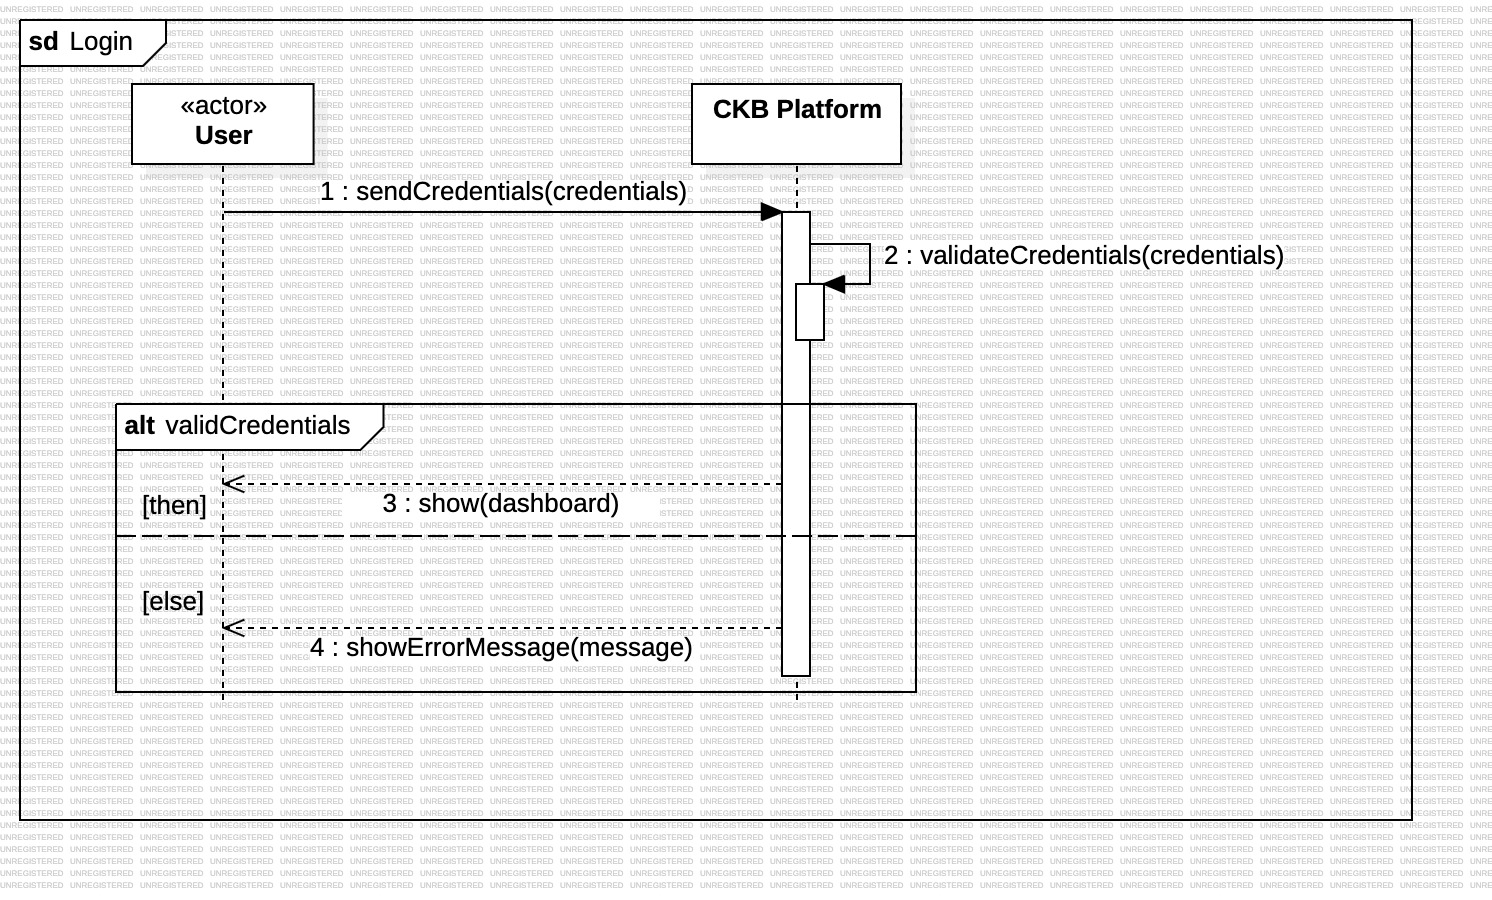 sd Login
«actor»
User
CKB Platform
1 : sendCredentials(credentials)
2 : validateCredentials(credentials)
alt validCredentials
3 : show(dashboard)
[then]
[else]
4 : showErrorMessage(message)
UNREGISTERED